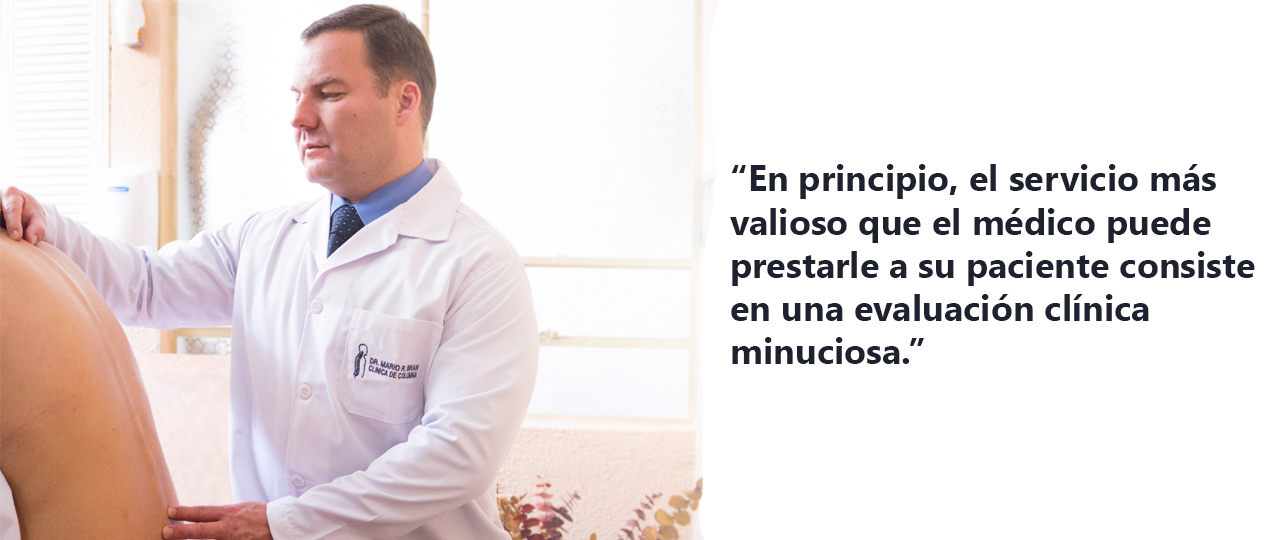 DR. MARIO R. BRAN
CLINICA DE COLUMNA
“En principio, el servicio más
valioso que el médico puede
prestarle a su paciente consiste
en una evaluación clínica
minuciosa.”